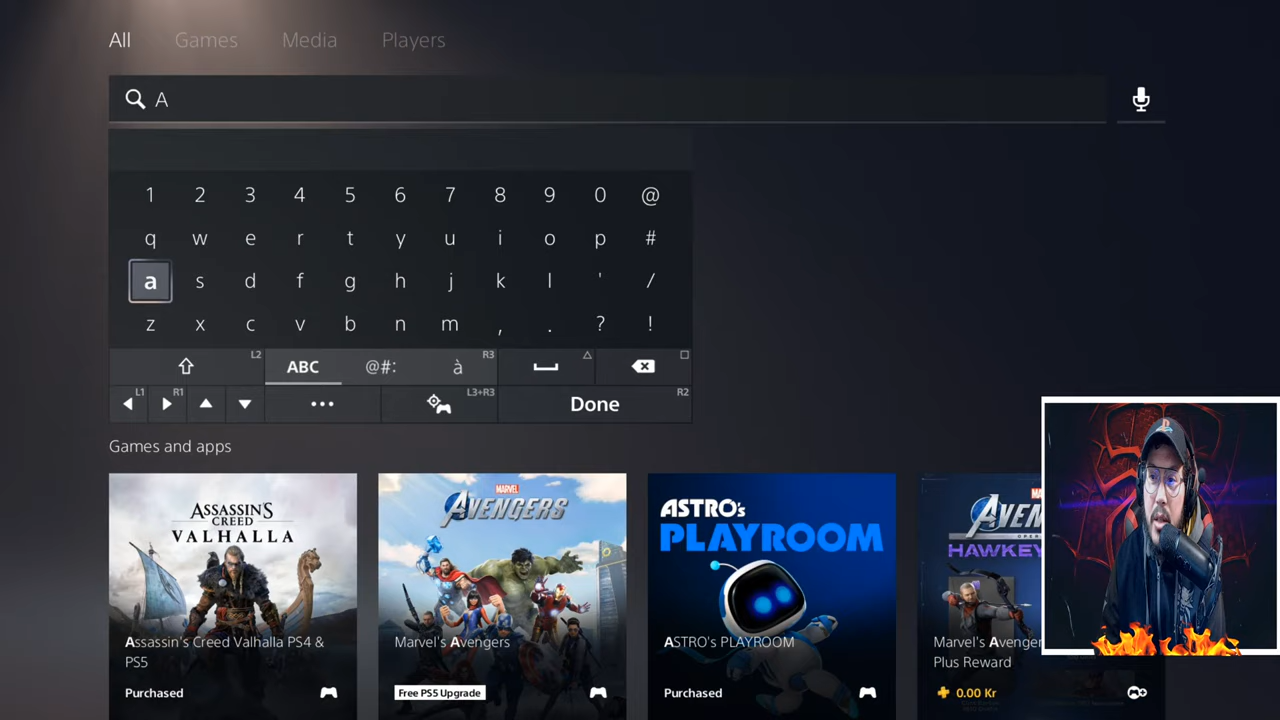 All Games Media Players
A
1 2 3 4 5 6 7 8 9 0 @
q w e r t y u i o p #
a s d f g h j k l ' /
z x c v b n m , . ? !
L2 ABC @#: à R3
L1 R1 ... L3+R3 Done R2
Games and apps
ASSASSIN'S
CREED
VALHALLA
Assassin's Creed Valhalla PS4 &
PS5
Purchased
MARVEL
AVENGERS
Marvel's Avengers
Free PS5 Upgrade
ASTRO's
PLAYROOM
ASTRO's PLAYROOM
Purchased
HAWKEY
Marvel's Avenger
Plus Reward
0.00 Kr